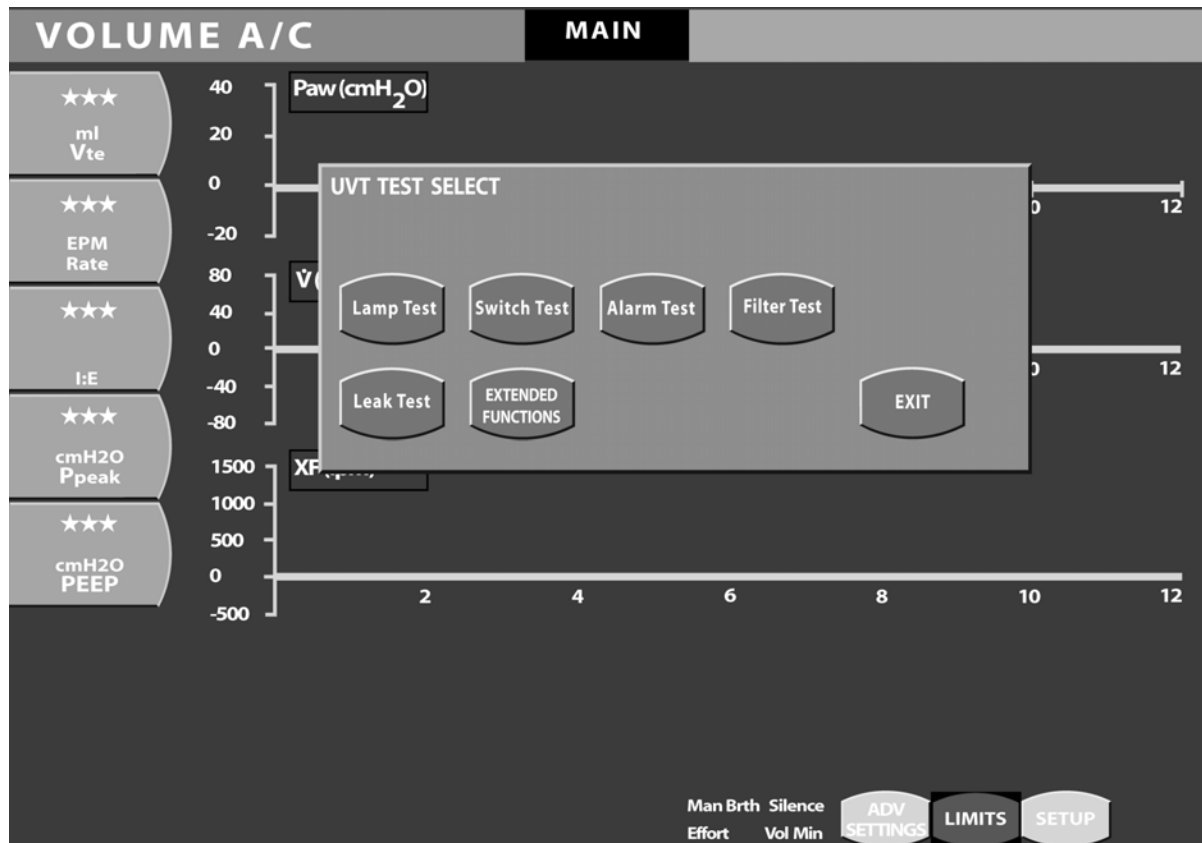 VOLUME A/C
MAIN
★★★
ml
Vte
★★★
EPM
Rate
★★★
I:E
★★★
cmH2O
Ppeak
★★★
cmH2O
PEEP
40
20
0
-20
Paw (cmH2O)
12
80
40
0
-40
-80
V̇ (
12
1500
1000
500
0
-500
2 4 6 8 10 12
UVT TEST SELECT
Lamp Test Switch Test Alarm Test Filter Test
Leak Test
EXTENDED
FUNCTIONS
EXIT
Man Brth Silence
Effort Vol Min
ADV
SETTINGS
LIMITS
SETUP